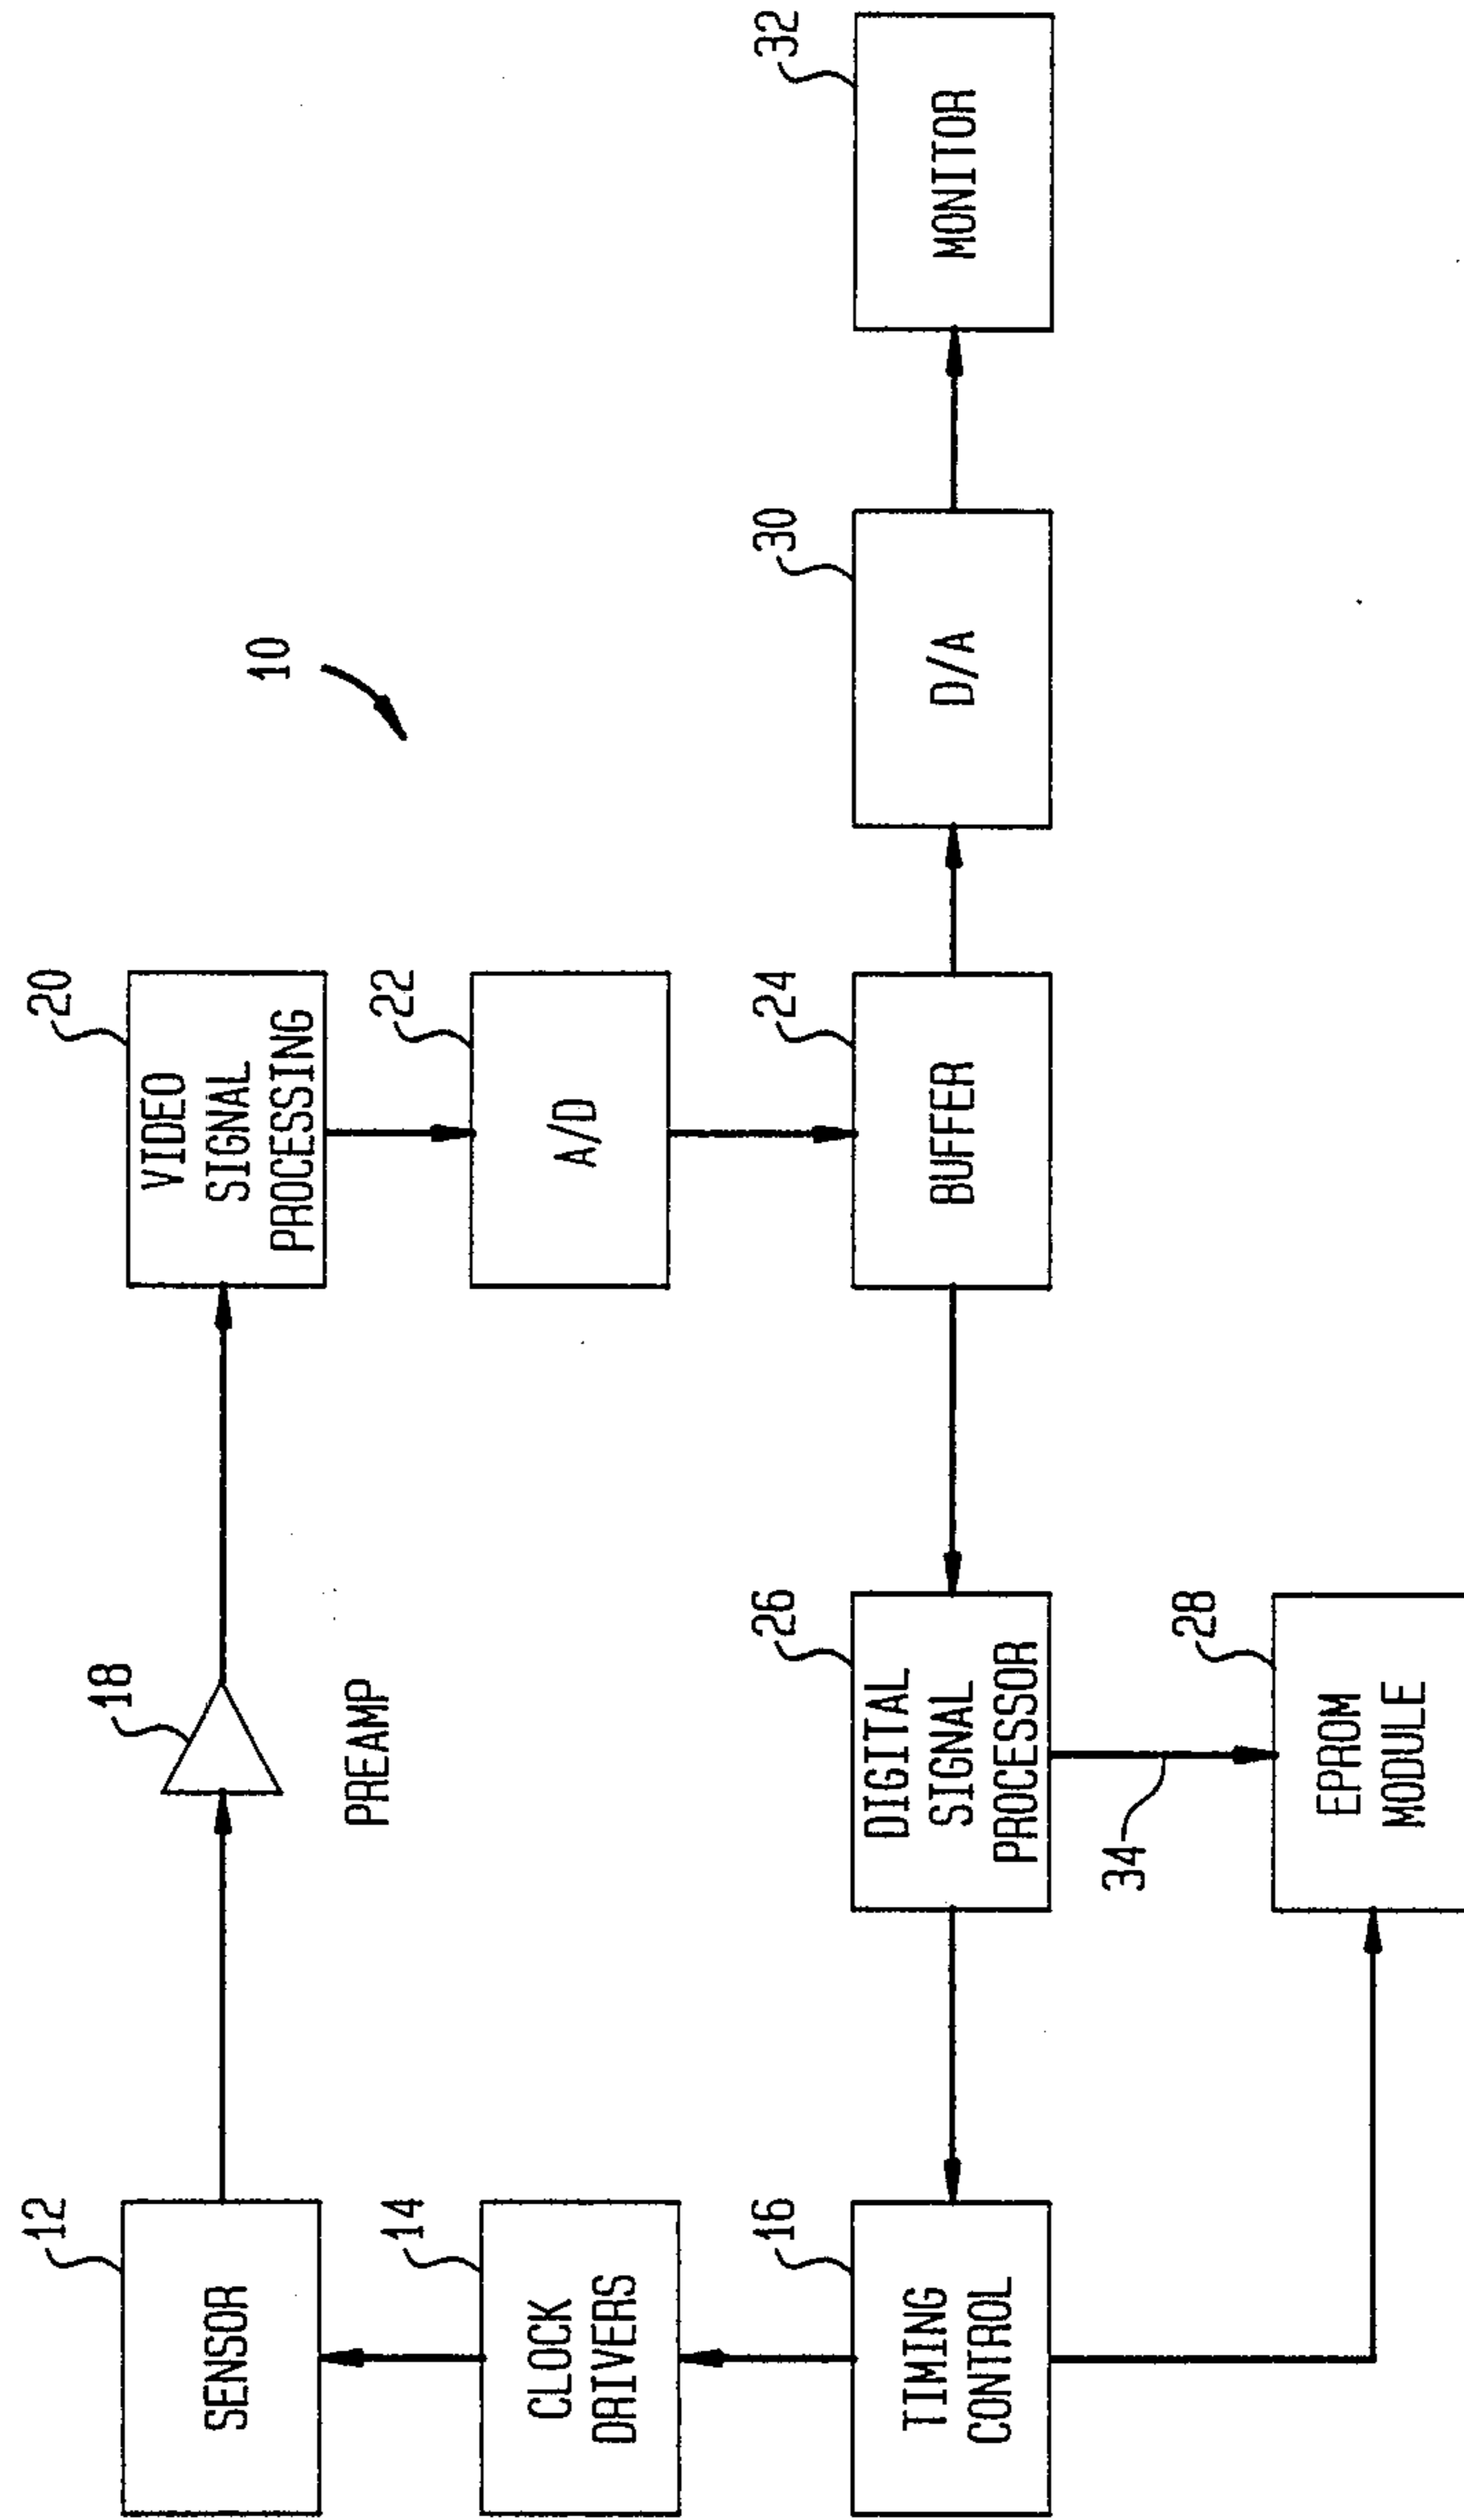 12
SENSOR
18
PREAMP
20
VIDEO
SIGNAL
PROCESSING
10
14
CLOCK
DRIVERS
22
A/D
16
TIMING
CONTROL
26
DIGITAL
SIGNAL
PROCESSOR
24
BUFFER
30
D/A
32
MONITOR
34
28
EPROM
MODULE